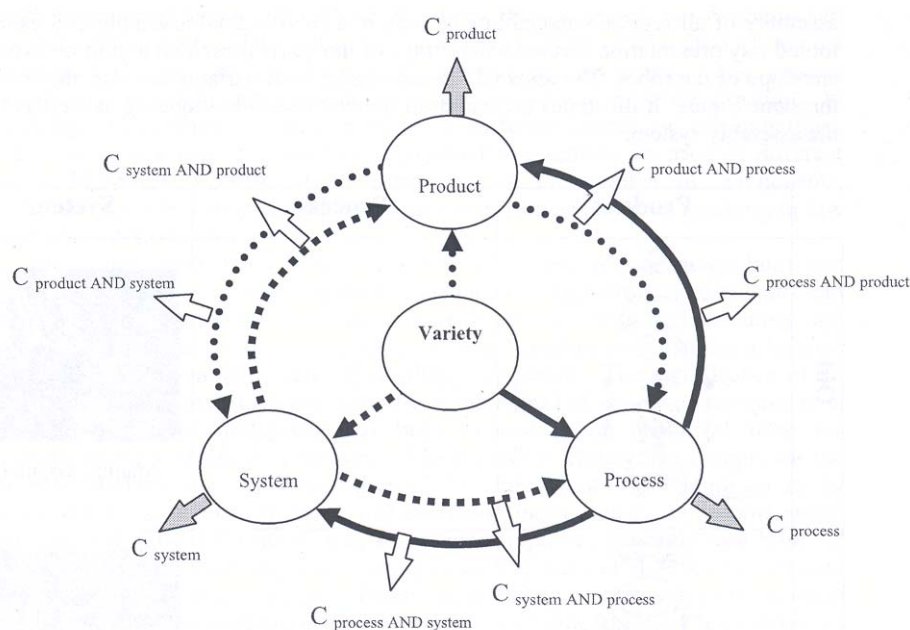 C product
C system AND product
C product AND process
Product
C product AND system
C process AND product
Variety
System
Process
C system
C process
C system AND process
C process AND system